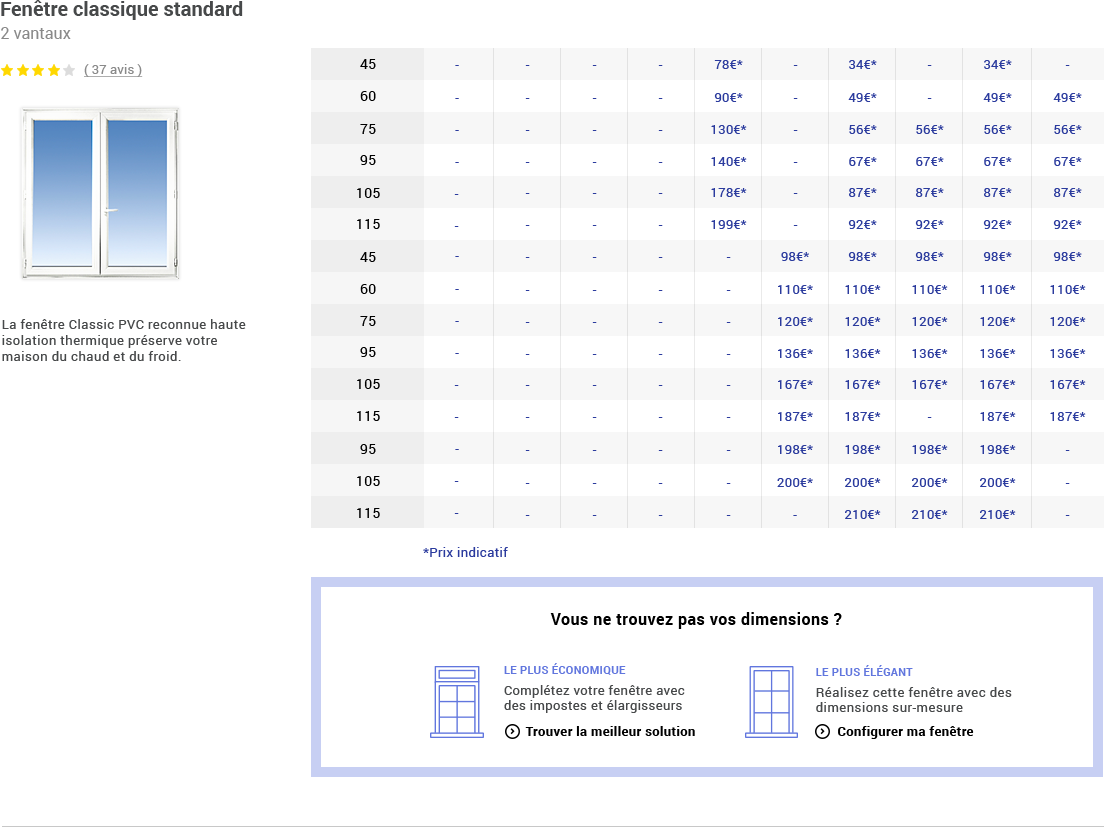 Fenêtre classique standard
2 vantaux
( 37 avis )
La fenêtre Classic PVC reconnue haute
isolation thermique préserve votre
maison du chaud et du froid.
45 - - - - 78€* - 34€* - 34€* -
60 - - - - 90€* - 49€* - 49€* 49€*
75 - - - - 130€* - 56€* 56€* 56€* 56€*
95 - - - - 140€* - 67€* 67€* 67€* 67€*
105 - - - - 178€* - 87€* 87€* 87€* 87€*
115 - - - - 199€* - 92€* 92€* 92€* 92€*
45 - - - - - 98€* 98€* 98€* 98€* 98€*
60 - - - - - 110€* 110€* 110€* 110€* 110€*
75 - - - - - 120€* 120€* 120€* 120€* 120€*
95 - - - - - 136€* 136€* 136€* 136€* 136€*
105 - - - - - 167€* 167€* 167€* 167€* 167€*
115 - - - - - 187€* 187€* - 187€* 187€*
95 - - - - - 198€* 198€* 198€* 198€* -
105 - - - - - 200€* 200€* 200€* 200€* -
115 - - - - - - 210€* 210€* 210€* -
*Prix indicatif
Vous ne trouvez pas vos dimensions ?
LE PLUS ÉCONOMIQUE
Complétez votre fenêtre avec
des impostes et élargisseurs
Trouver la meilleur solution
LE PLUS ÉLÉGANT
Réalisez cette fenêtre avec des
dimensions sur-mesure
Configurer ma fenêtre